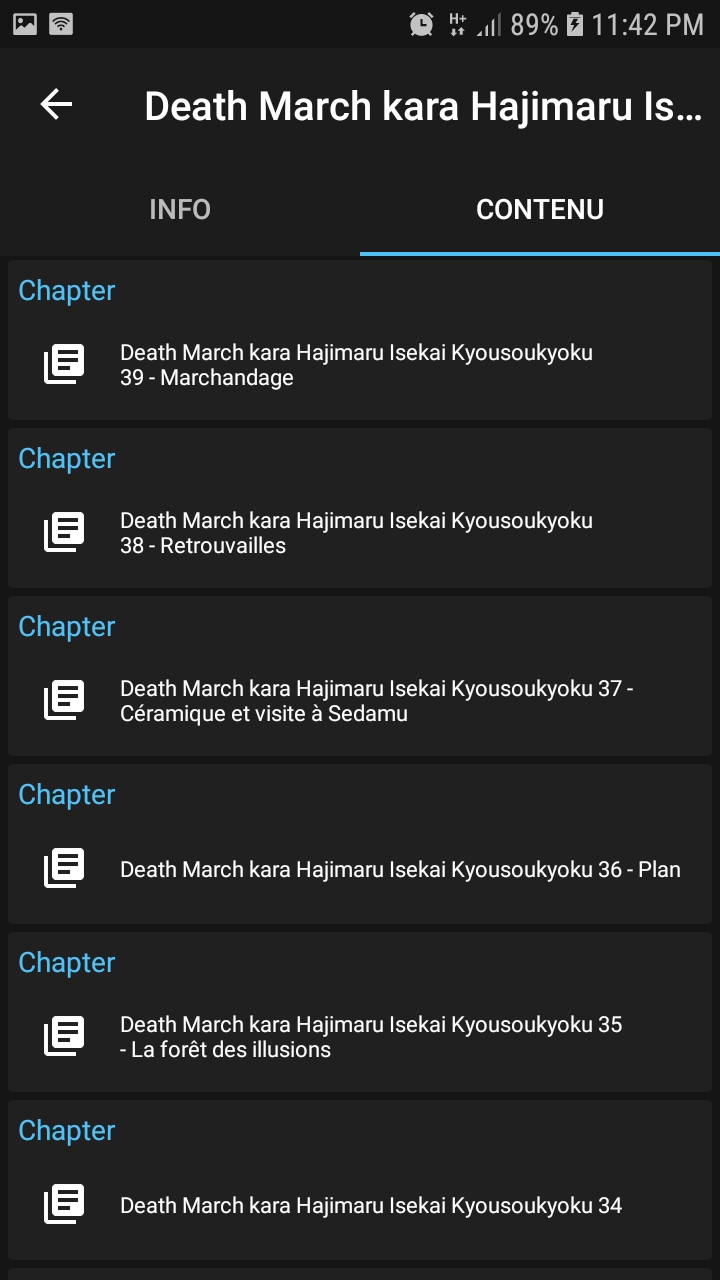 H+ 89% 11:42 PM
Death March kara Hajimaru Is...
INFO CONTENU
Chapter
Death March kara Hajimaru Isekai Kyousoukyoku
39 - Marchandage
Chapter
Death March kara Hajimaru Isekai Kyousoukyoku
38 - Retrouvailles
Chapter
Death March kara Hajimaru Isekai Kyousoukyoku 37 -
Céramique et visite à Sedamu
Chapter
Death March kara Hajimaru Isekai Kyousoukyoku 36 - Plan
Chapter
Death March kara Hajimaru Isekai Kyousoukyoku 35
- La forêt des illusions
Chapter
Death March kara Hajimaru Isekai Kyousoukyoku 34